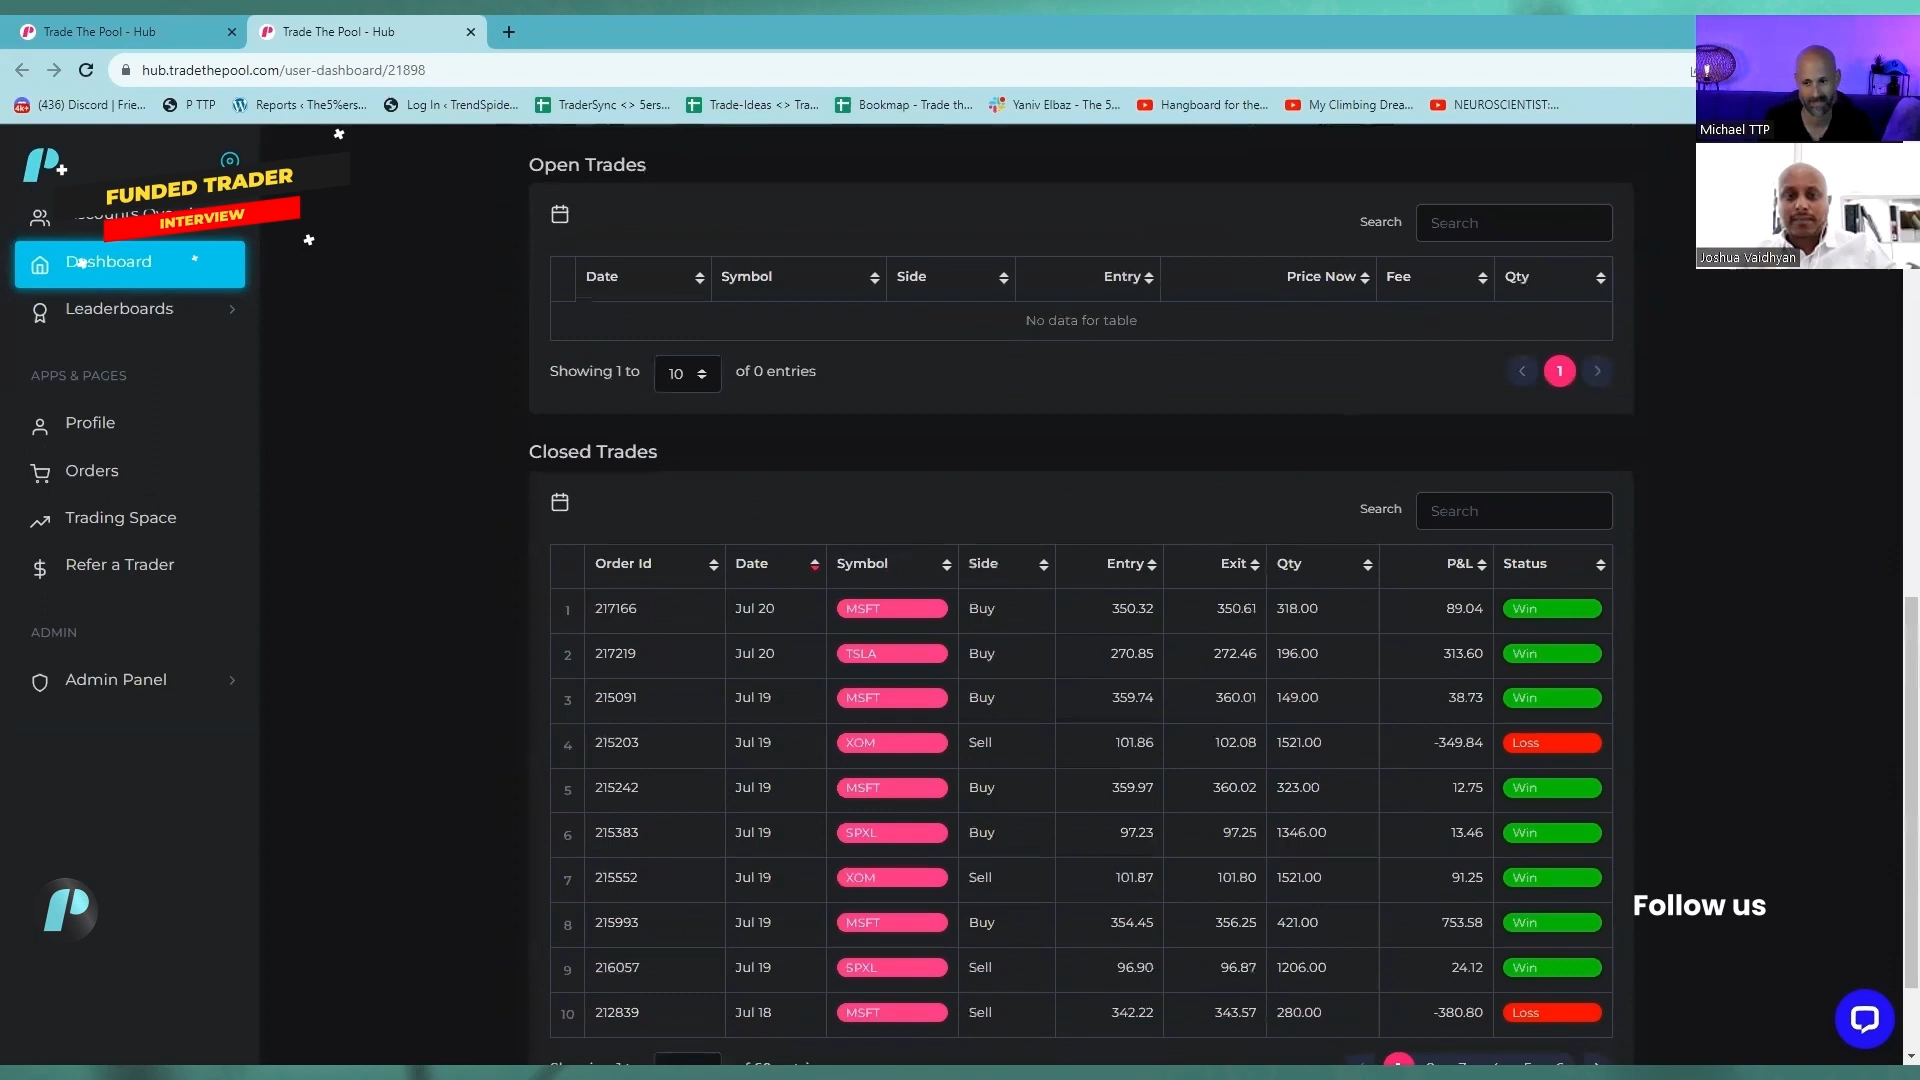 Trade The Pool - Hub
Trade The Pool - Hub
hub.tradethepool.com/user-dashboard/21898
(436) Discord | Frie...
P TTP
Reports ‹ The5%ers...
Log In ‹ TrendSpide...
TraderSync <> 5ers...
Trade-Ideas <> Tra...
Bookmap - Trade th...
Yaniv Elbaz - The 5...
Hangboard for the...
My Climbing Drea...
NEUROSCIENTIST:...
Michael TTP
Joshua Vaidhyan
FUNDED TRADER
INTERVIEW
Dashboard
Leaderboards
APPS & PAGES
Profile
Orders
Trading Space
Refer a Trader
ADMIN
Admin Panel
Open Trades
Search Search
Date Symbol Side Entry Price Now Fee Qty
No data for table
Showing 1 to 10 of 0 entries
1
Closed Trades
Search Search
Order Id Date Symbol Side Entry Exit Qty P&L Status
1 217166 Jul 20 MSFT Buy 350.32 350.61 318.00 89.04 Win
2 217219 Jul 20 TSLA Buy 270.85 272.46 196.00 313.60 Win
3 215091 Jul 19 MSFT Buy 359.74 360.01 149.00 38.73 Win
4 215203 Jul 19 XOM Sell 101.86 102.08 1521.00 -349.84 Loss
5 215242 Jul 19 MSFT Buy 359.97 360.02 323.00 12.75 Win
6 215383 Jul 19 SPXL Buy 97.23 97.25 1346.00 13.46 Win
7 215552 Jul 19 XOM Sell 101.87 101.80 1521.00 91.25 Win
8 215993 Jul 19 MSFT Buy 354.45 356.25 421.00 753.58 Win
9 216057 Jul 19 SPXL Sell 96.90 96.87 1206.00 24.12 Win
10 212839 Jul 18 MSFT Sell 342.22 343.57 280.00 -380.80 Loss
Follow us